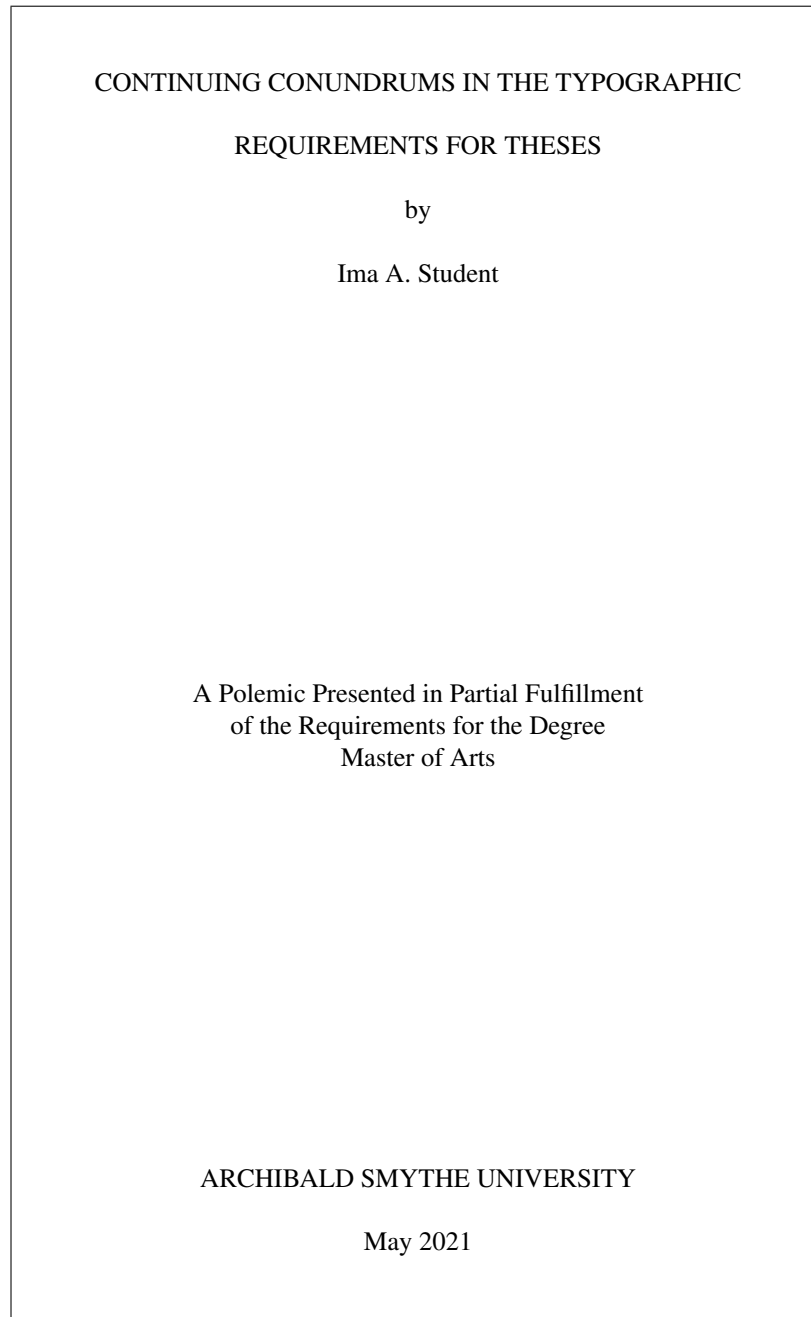 CONTINUING CONUNDRUMS IN THE TYPOGRAPHIC
REQUIREMENTS FOR THESES
by
Ima A. Student
A Polemic Presented in Partial Fulfillment
of the Requirements for the Degree
Master of Arts
ARCHIBALD SMYTHE UNIVERSITY
May 2021